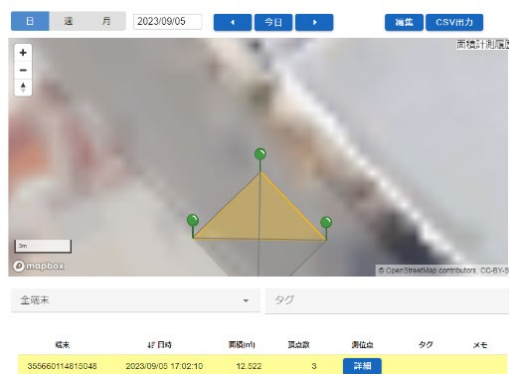 日 週 月 2023/09/05 今日 編集 CSV出力
面積計測履歴
3m
mapbox
© OpenStreetMap contributors, CC-BY-S
全端末 タグ
端末 日時 面積(㎡) 頂点数 測位点 タグ メモ
355660114815048 2023/09/05 17:02:10 12.522 3 詳細